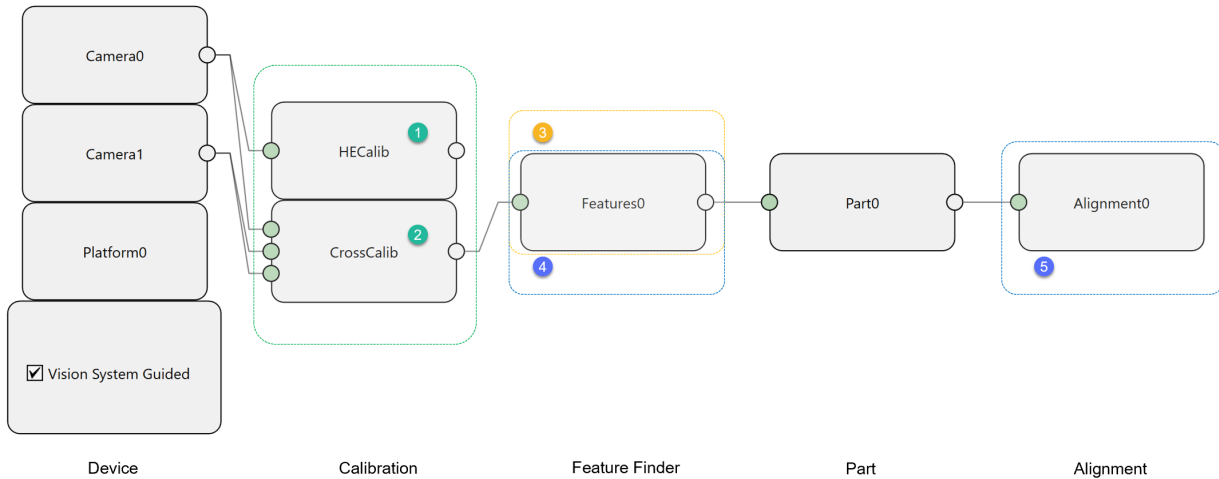 Camera0
Camera1
Platform0
✔ Vision System Guided
1
HECalib
2
CrossCalib
3
Features0
4
Part0
Alignment0
5
Device
Calibration
Feature Finder
Part
Alignment